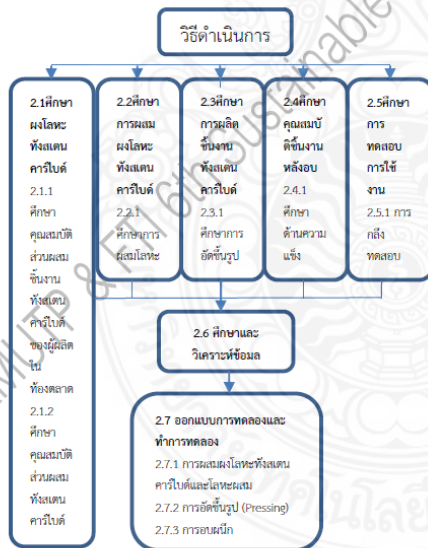 วิธีดำเนินการ
2.1ศึกษา
ผงโลหะ
ทังสเตน
คาร์ไบด์
2.1.1
ศึกษา
คุณสมบัติ
ส่วนผสม
ชิ้นงาน
ทังสเตน
คาร์ไบด์
ของผู้ผลิต
ใน
ท้องตลาด
2.1.2
ศึกษา
คุณสมบัติ
ส่วนผสม
ทังสเตน
คาร์ไบด์
2.2ศึกษา
การผสม
ผงโลหะ
ทังสเตน
คาร์ไบด์
2.2.1
ศึกษาการ
ผสมโลหะ
2.3ศึกษา
การผลิต
ชิ้นงาน
ทังสเตน
คาร์ไบด์
2.3.1
ศึกษาการ
อัดขึ้นรูป
2.4ศึกษา
คุณสมบั
ติชิ้นงาน
หลังอบ
2.4.1
ศึกษา
ด้านความ
แข็ง
2.5ศึกษา
การ
ทดสอบ
การใช้
งาน
2.5.1 การ
กลึง
ทดสอบ
2.6 ศึกษาและ
วิเคราะห์ข้อมูล
2.7 ออกแบบการทดลองและ
ทำการทดลอง
2.7.1 การผสมผงโลหะทังสเตน
คาร์ไบด์และโลหะผสม
2.7.2 การอัดขึ้นรูป (Pressing)
2.7.3 การอบผนึก
MUTP & FTI 6th Sustainable